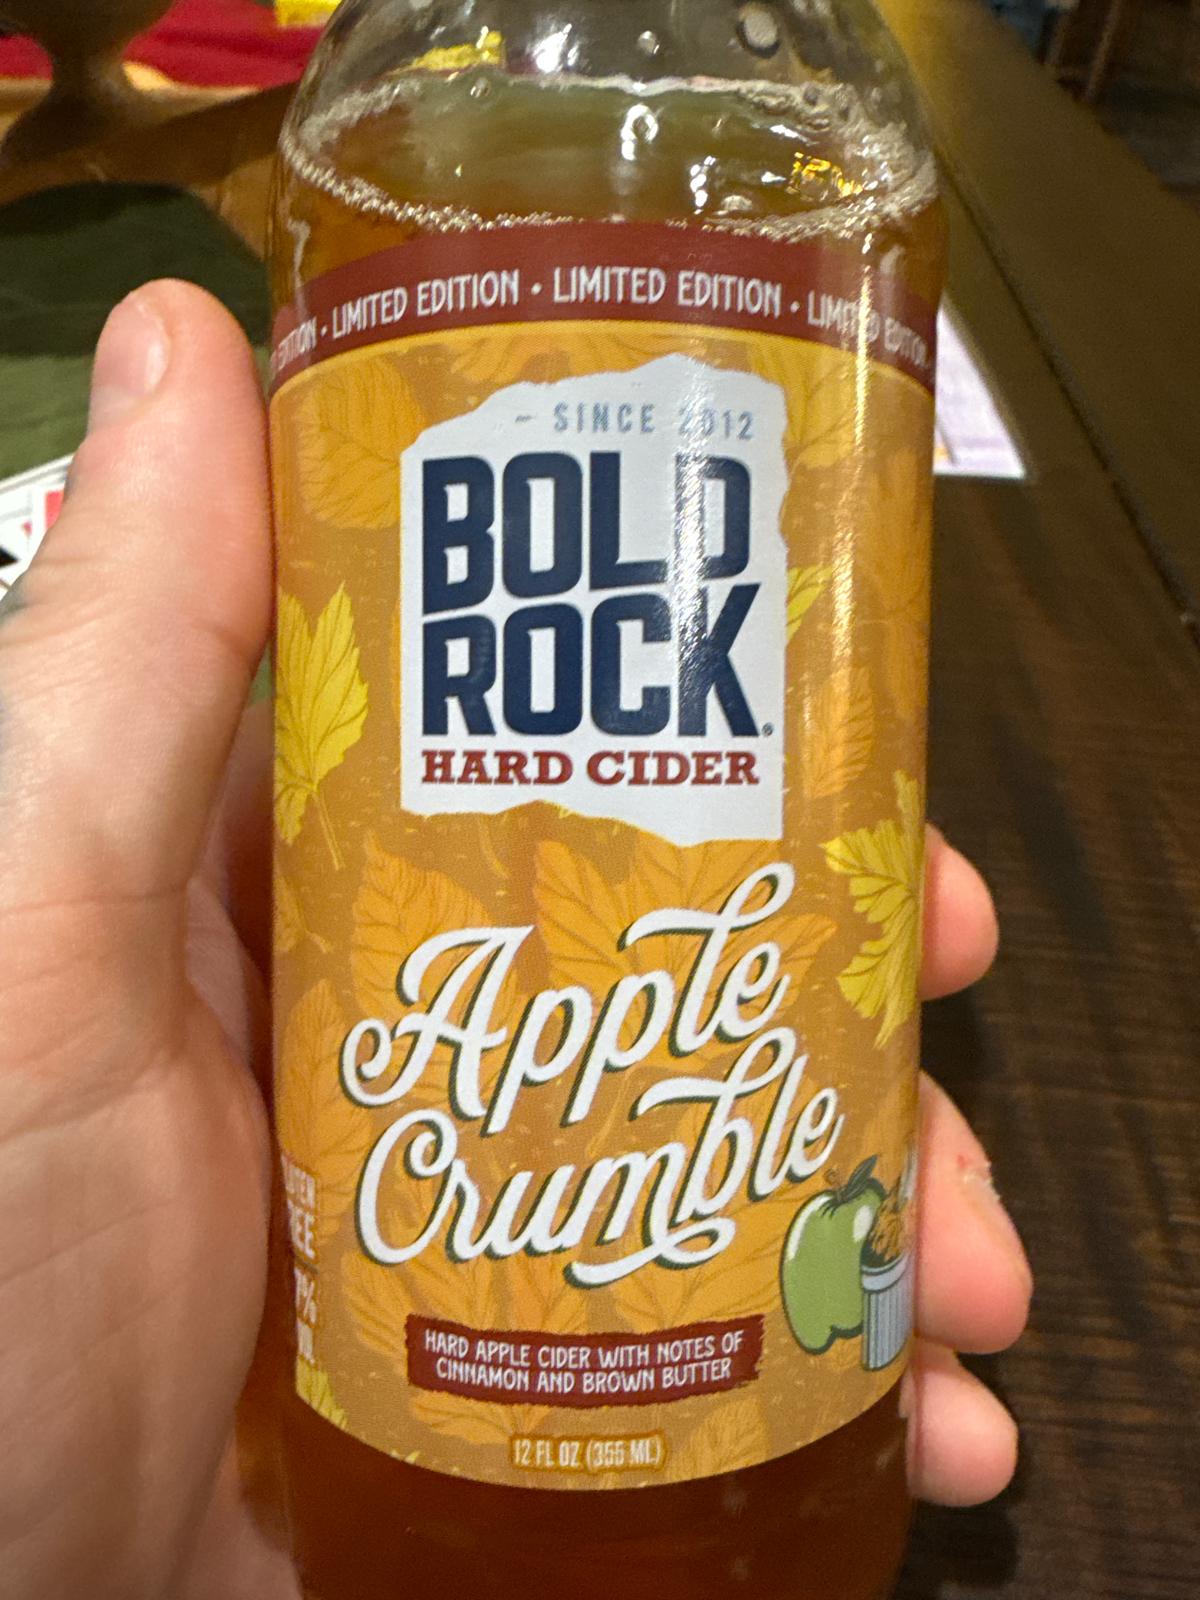 EDITION · LIMITED EDITION · LIMITED EDITION · LIMITED EDITION
– SINCE 2012
BOLD
ROCK®
HARD CIDER
Apple
Crumble
HARD APPLE CIDER WITH NOTES OF
CINNAMON AND BROWN BUTTER
12 FL OZ (355 ML)